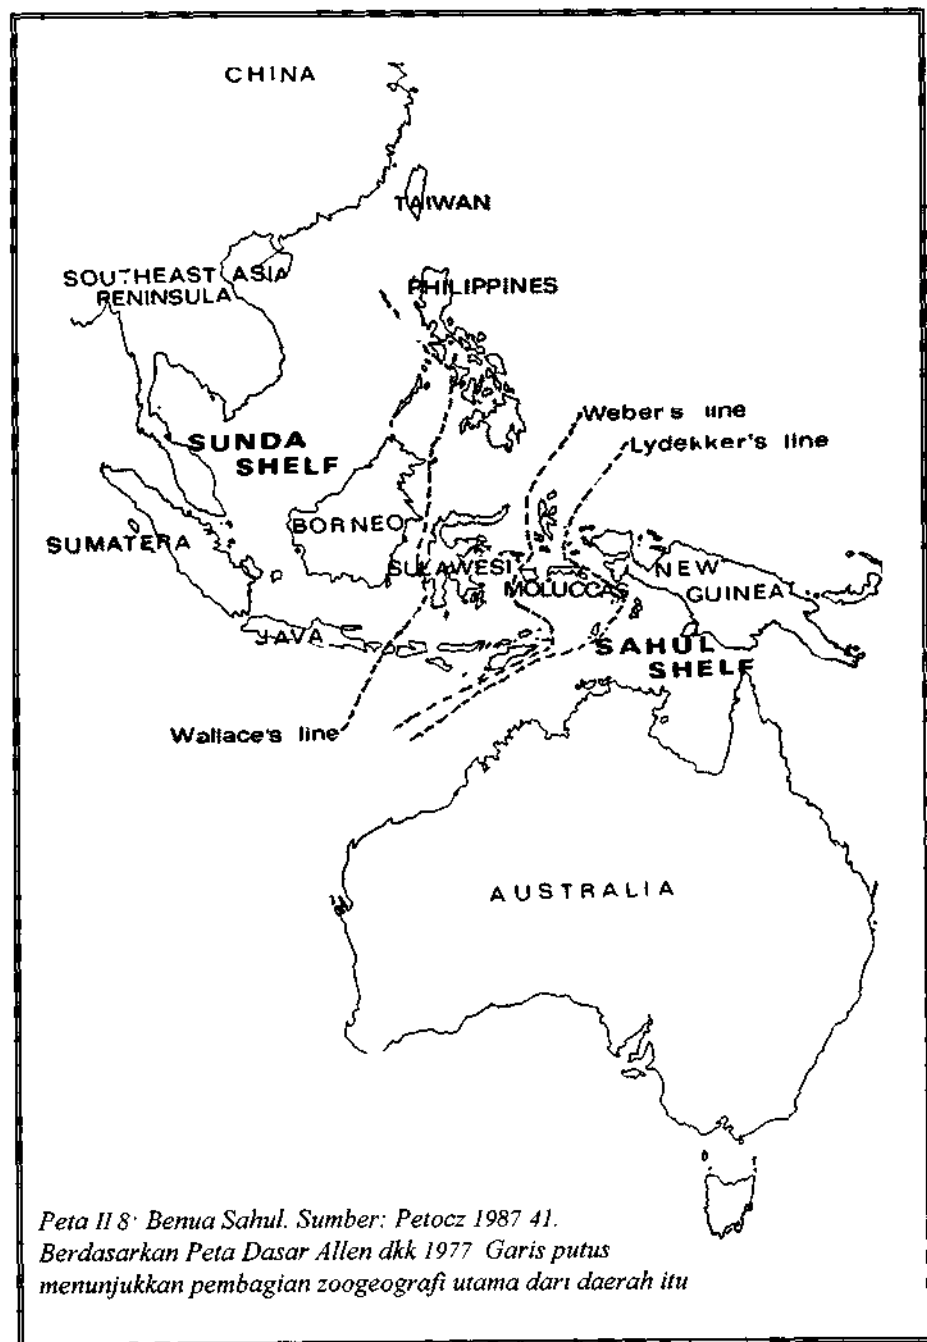 CHINA
TAIWAN
SOUTHEAST ASIA
PENINSULA
PHILIPPINES
Weber's line
Lydekker's line
SUNDA
SHELF
BORNEO
SUMATERA
SULAWESI
MOLUCCAS
NEW
GUINEA
JAVA
SAHUL
SHELF
Wallace's line
AUSTRALIA
Peta II 8· Benua Sahul. Sumber: Petocz 1987 41.
Berdasarkan Peta Dasar Allen dkk 1977 Garis putus
menunjukkan pembagian zoogeografi utama dari daerah itu